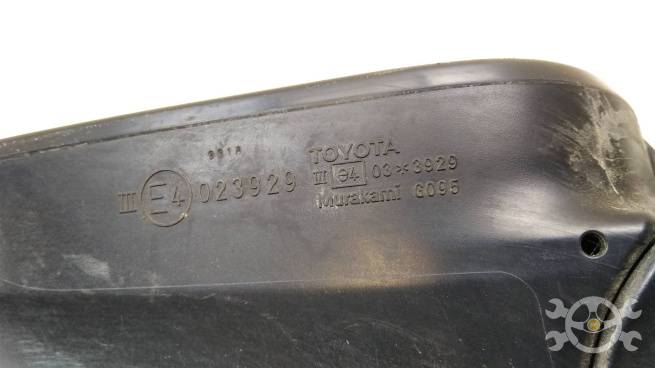 TOYOTA
III E4 023929
III e4 03*3929
Murakami G095